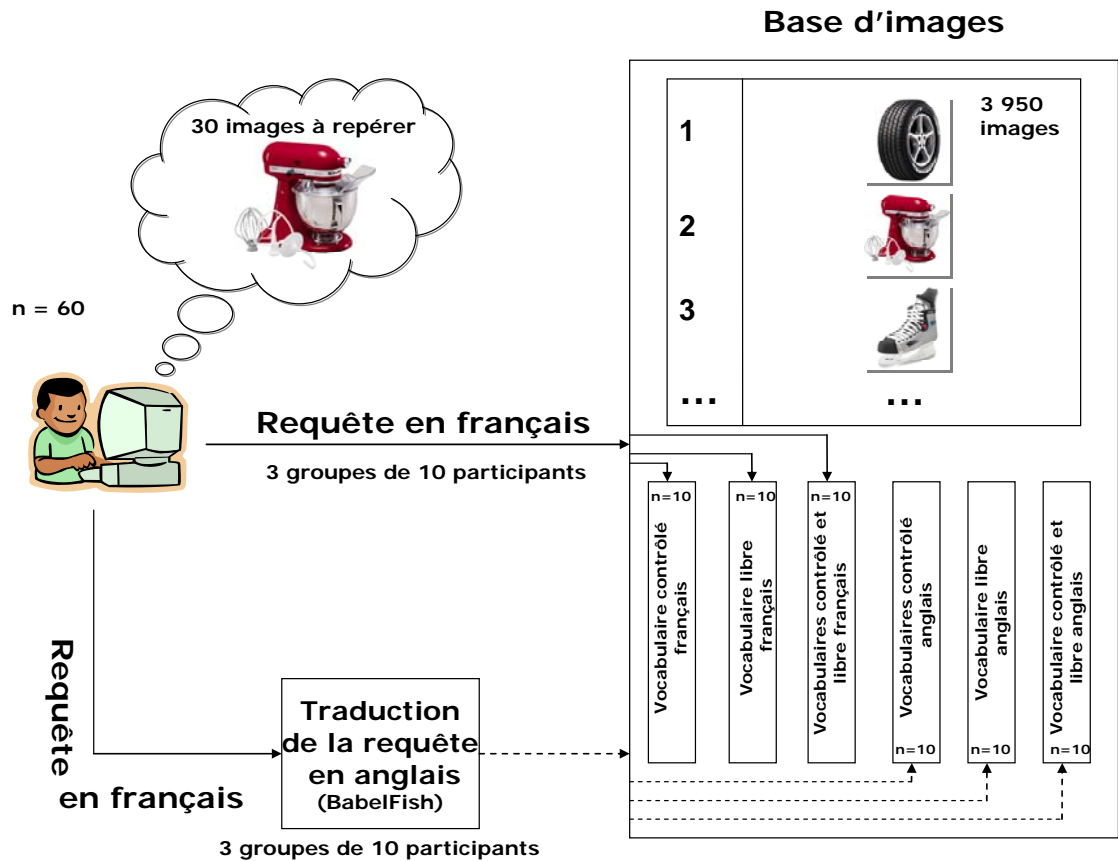 Base d'images
30 images à repérer
n = 60
1
3 950
images
2
3
...
...
Requête en français
3 groupes de 10 participants
n=10
Vocabulaire contrôlé
français
n=10
Vocabulaire libre
français
n=10
Vocabulaires contrôlé et
libre français
Vocabulaires contrôlé
anglais
n=10
Vocabulaire libre
anglais
n=10
Vocabulaire contrôlé et
libre anglais
n=10
Requête
en français
Traduction
de la requête
en anglais
(BabelFish)
3 groupes de 10 participants